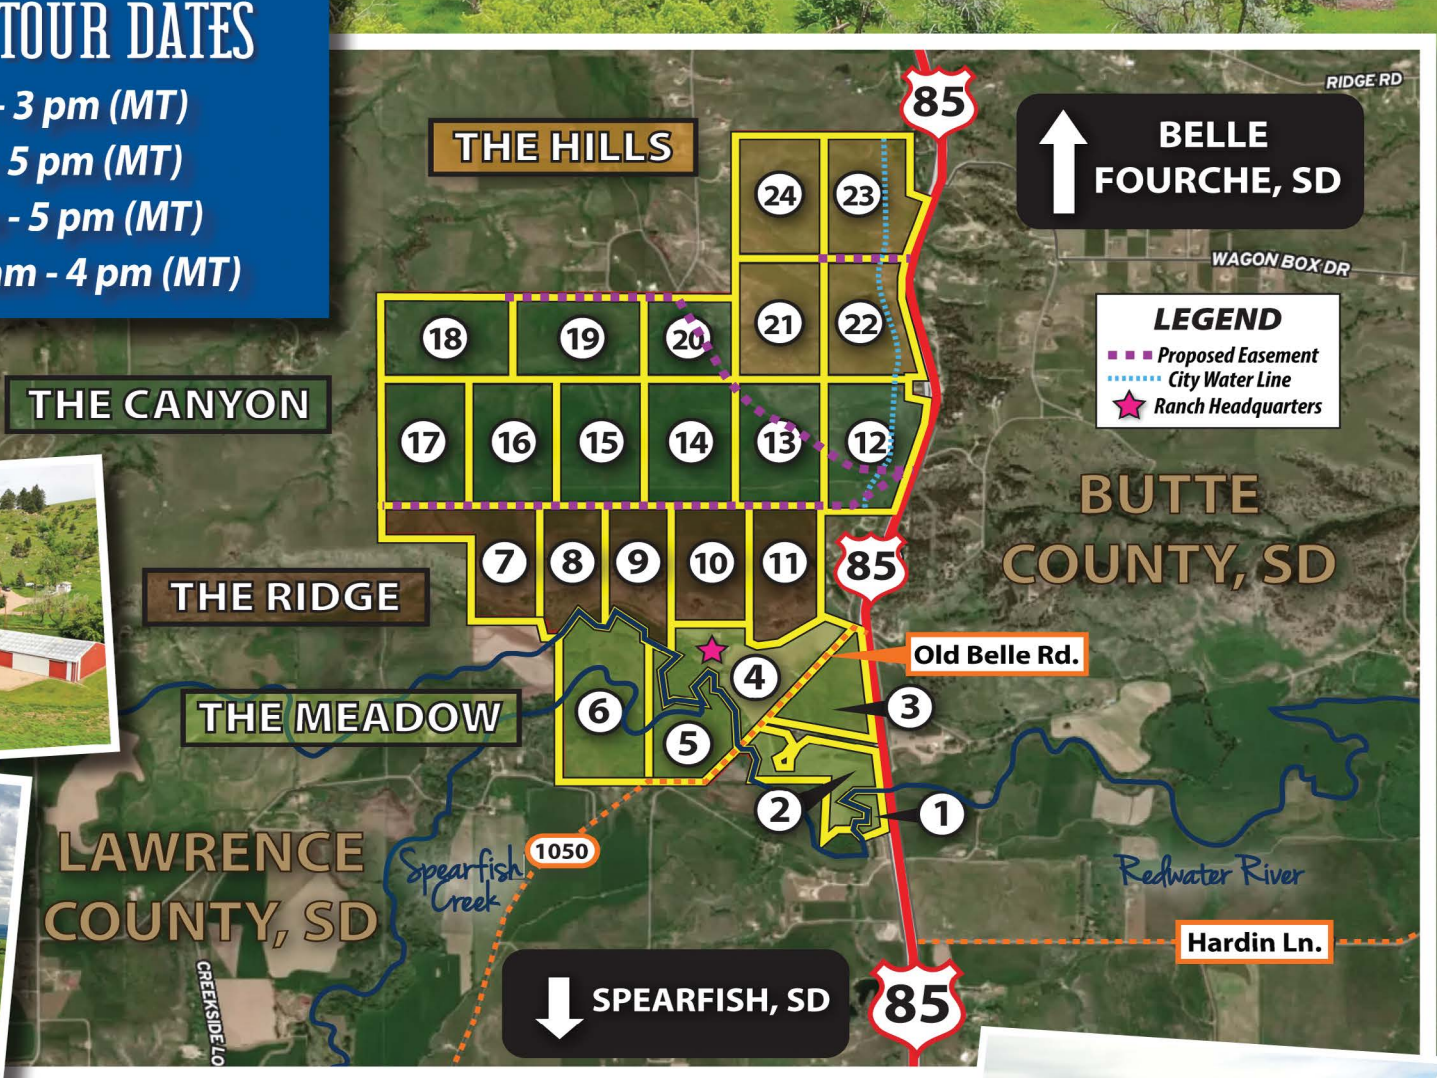 TOUR DATES
- 3 pm (MT)
5 pm (MT)
- 5 pm (MT)
am - 4 pm (MT)
85
RIDGE RD
BELLE
FOURCHE, SD
THE HILLS
24
23
WAGON BOX DR
LEGEND
Proposed Easement
City Water Line
Ranch Headquarters
21
22
18
19
20
THE CANYON
17
16
15
14
13
12
BUTTE
COUNTY, SD
7
8
9
10
11
85
THE RIDGE
Old Belle Rd.
4
3
THE MEADOW
6
5
2
1
LAWRENCE
COUNTY, SD
1050
Spearfish
Creek
Redwater River
Hardin Ln.
CREEKSIDE LO
SPEARFISH, SD
85